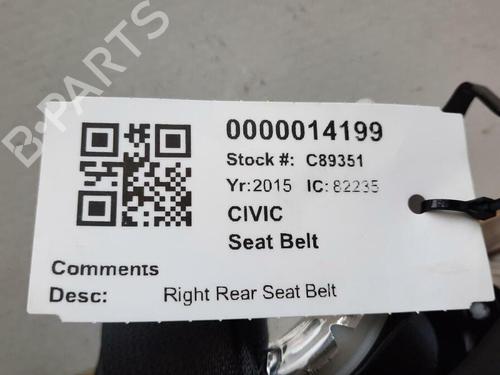 B-PARTS
0000014199
Stock #: C89351
Yr:2015 IC: 82235
CIVIC
Seat Belt
Comments
Desc: Right Rear Seat Belt